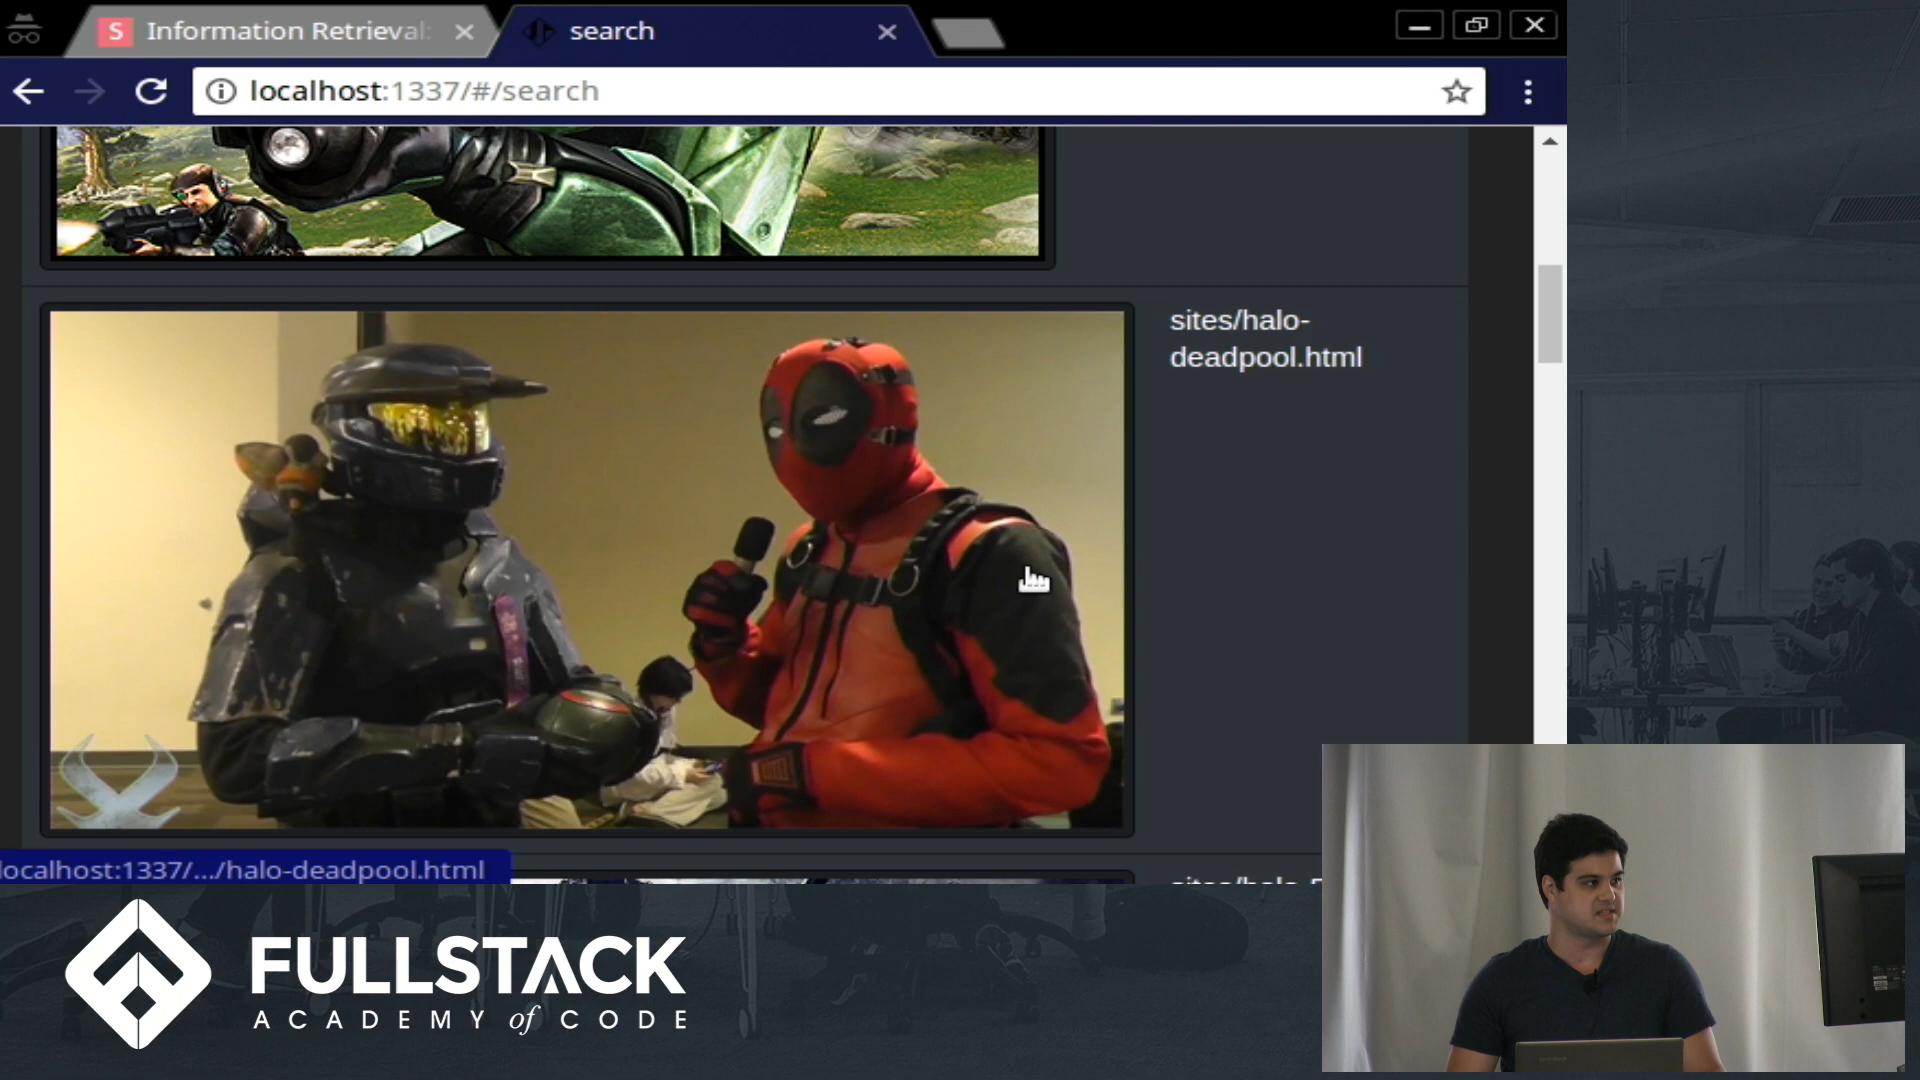 S Information Retrieval:
search
localhost:1337/#/search
sites/halo-
deadpool.html
localhost:1337/.../halo-deadpool.html
FULLSTACK
ACADEMY of CODE